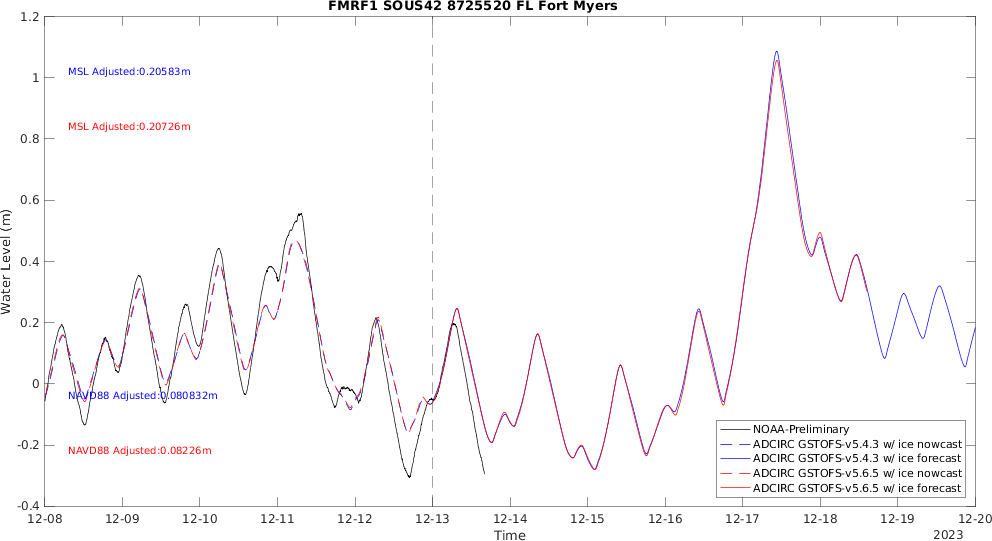 FMRF1 SOUS42 8725520 FL Fort Myers
1.2
1
0.8
0.6
0.4
0.2
0
-0.2
-0.4
Water Level (m)
MSL Adjusted:0.20583m
MSL Adjusted:0.20726m
NAVD88 Adjusted:0.080832m
NAVD88 Adjusted:0.08226m
NOAA-Preliminary
ADCIRC GSTOFS-v5.4.3 w/ ice nowcast
ADCIRC GSTOFS-v5.4.3 w/ ice forecast
ADCIRC GSTOFS-v5.6.5 w/ ice nowcast
ADCIRC GSTOFS-v5.6.5 w/ ice forecast
12-08 12-09 12-10 12-11 12-12 12-13 12-14 12-15 12-16 12-17 12-18 12-19 12-20
Time
2023